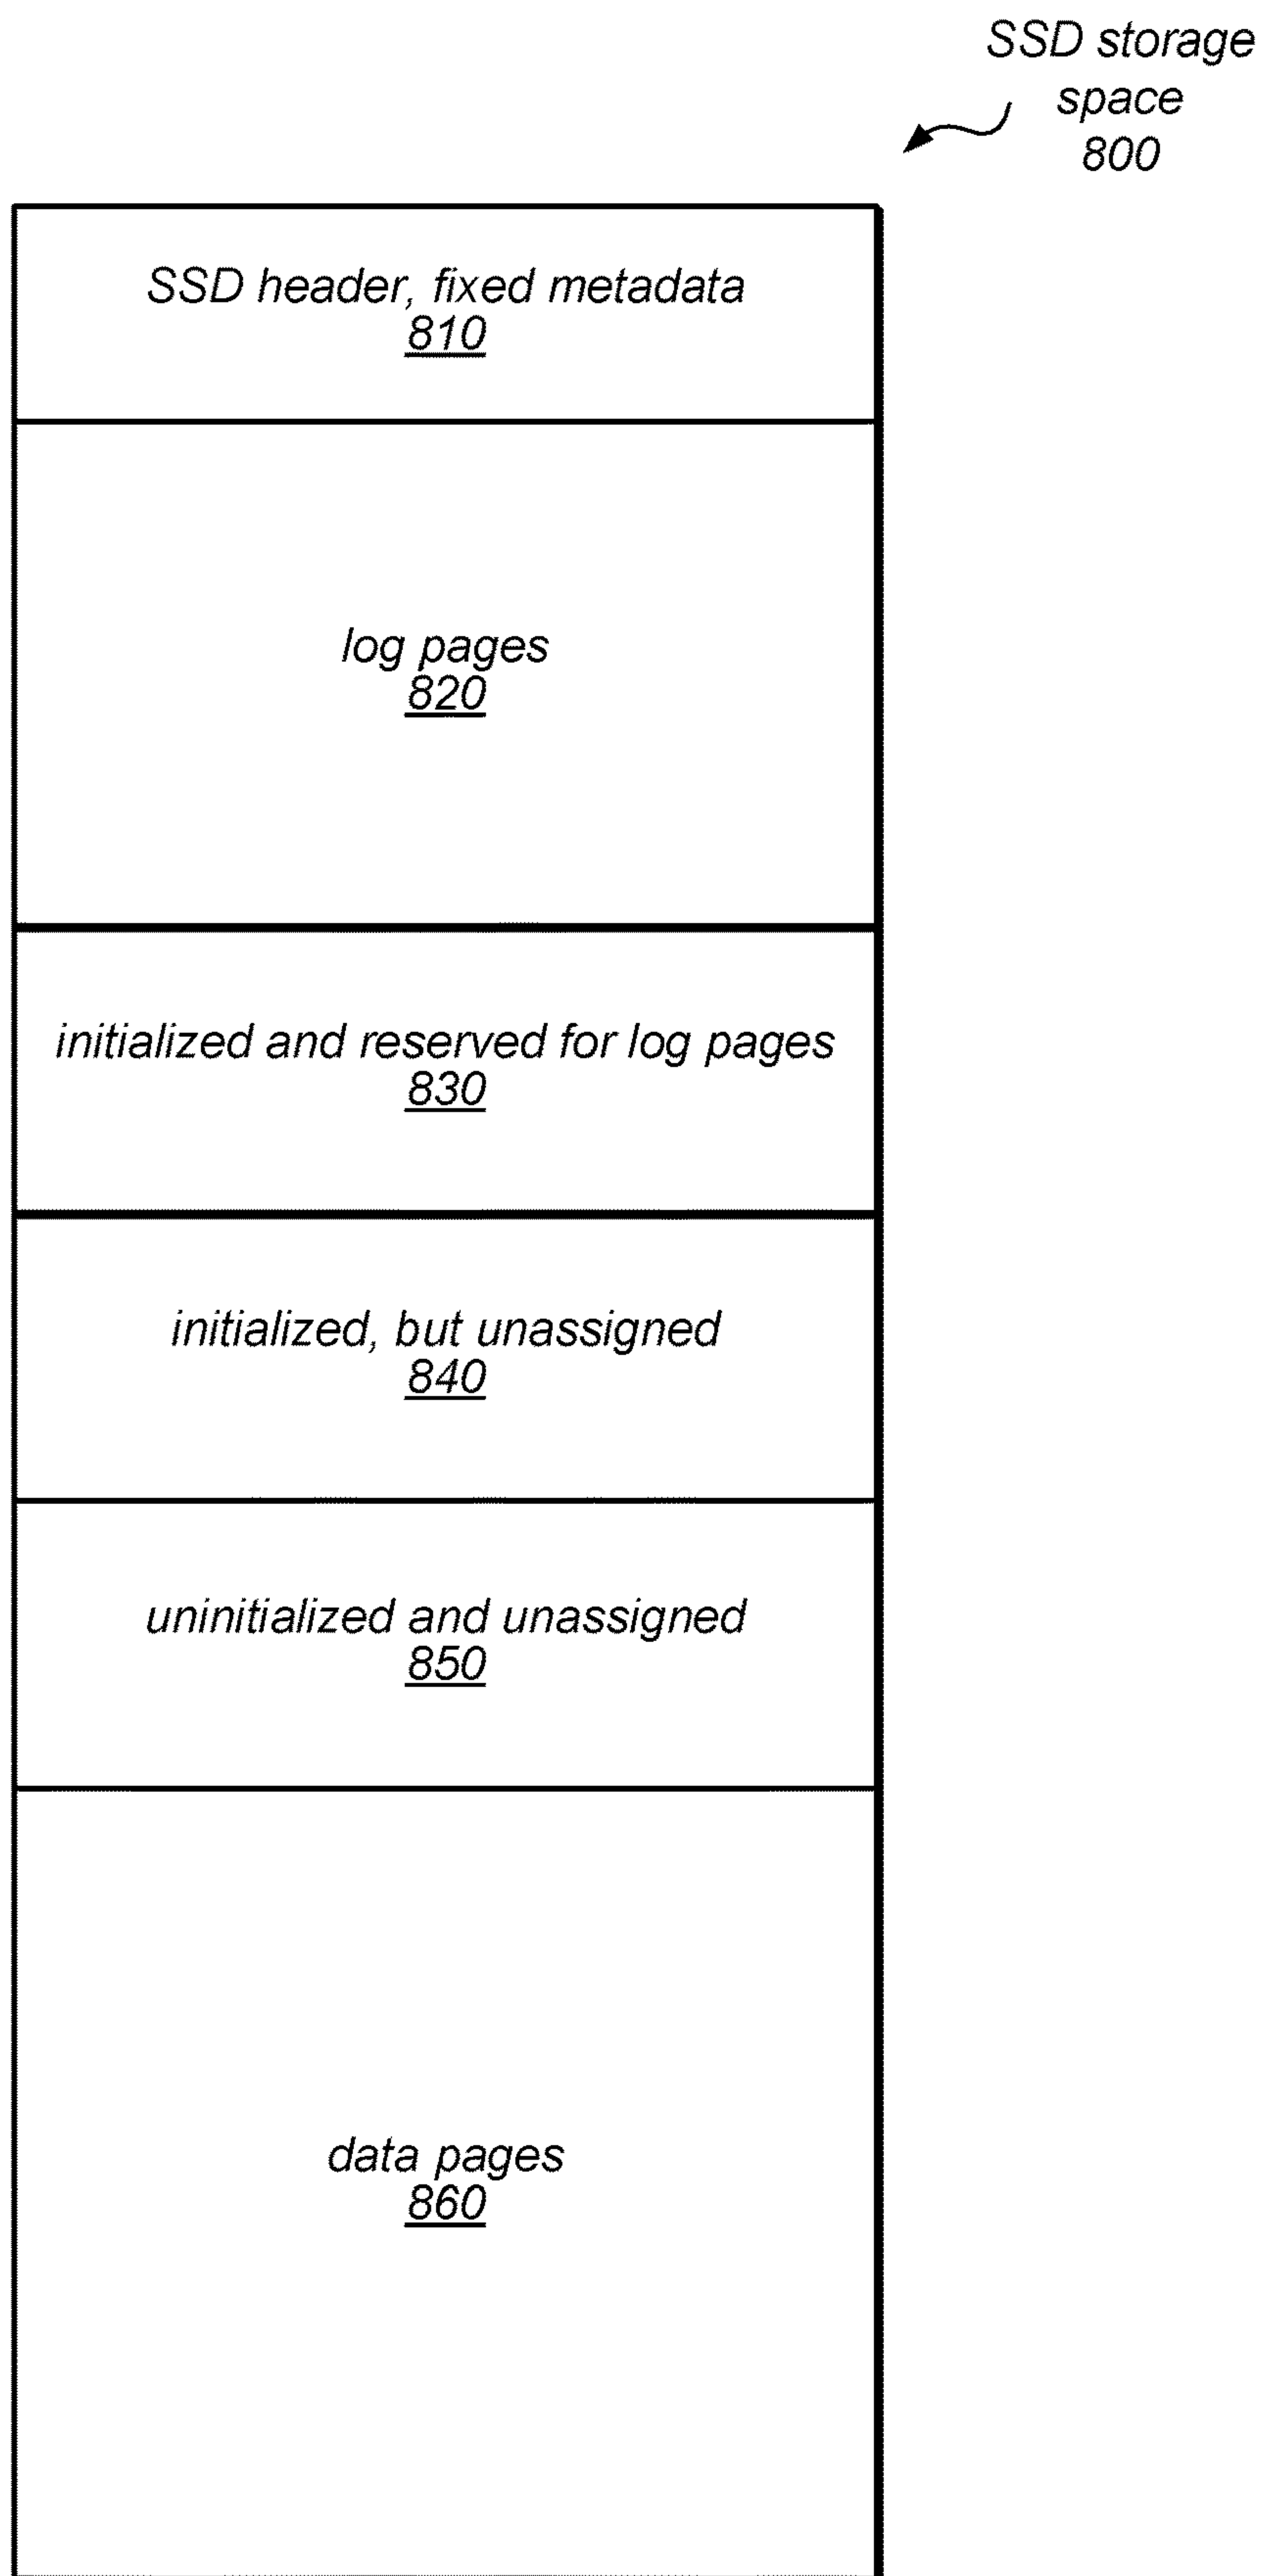 SSD storage
space
800
SSD header, fixed metadata
810
log pages
820
initialized and reserved for log pages
830
initialized, but unassigned
840
uninitialized and unassigned
850
data pages
860